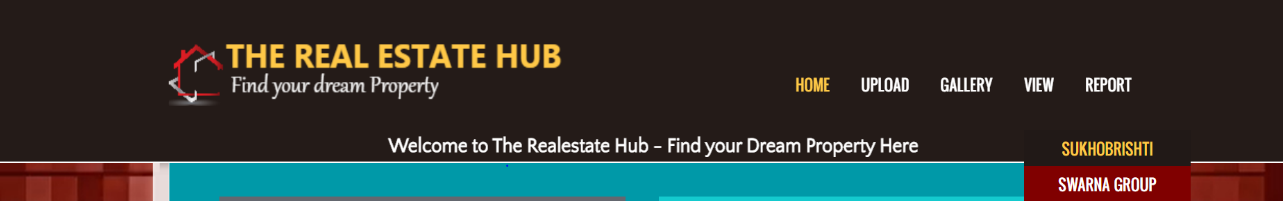 THE REAL ESTATE HUB
Find your dream Property
HOME UPLOAD GALLERY VIEW REPORT
Welcome to The Realestate Hub - Find your Dream Property Here
SUKHOBRISHTI
SWARNA GROUP